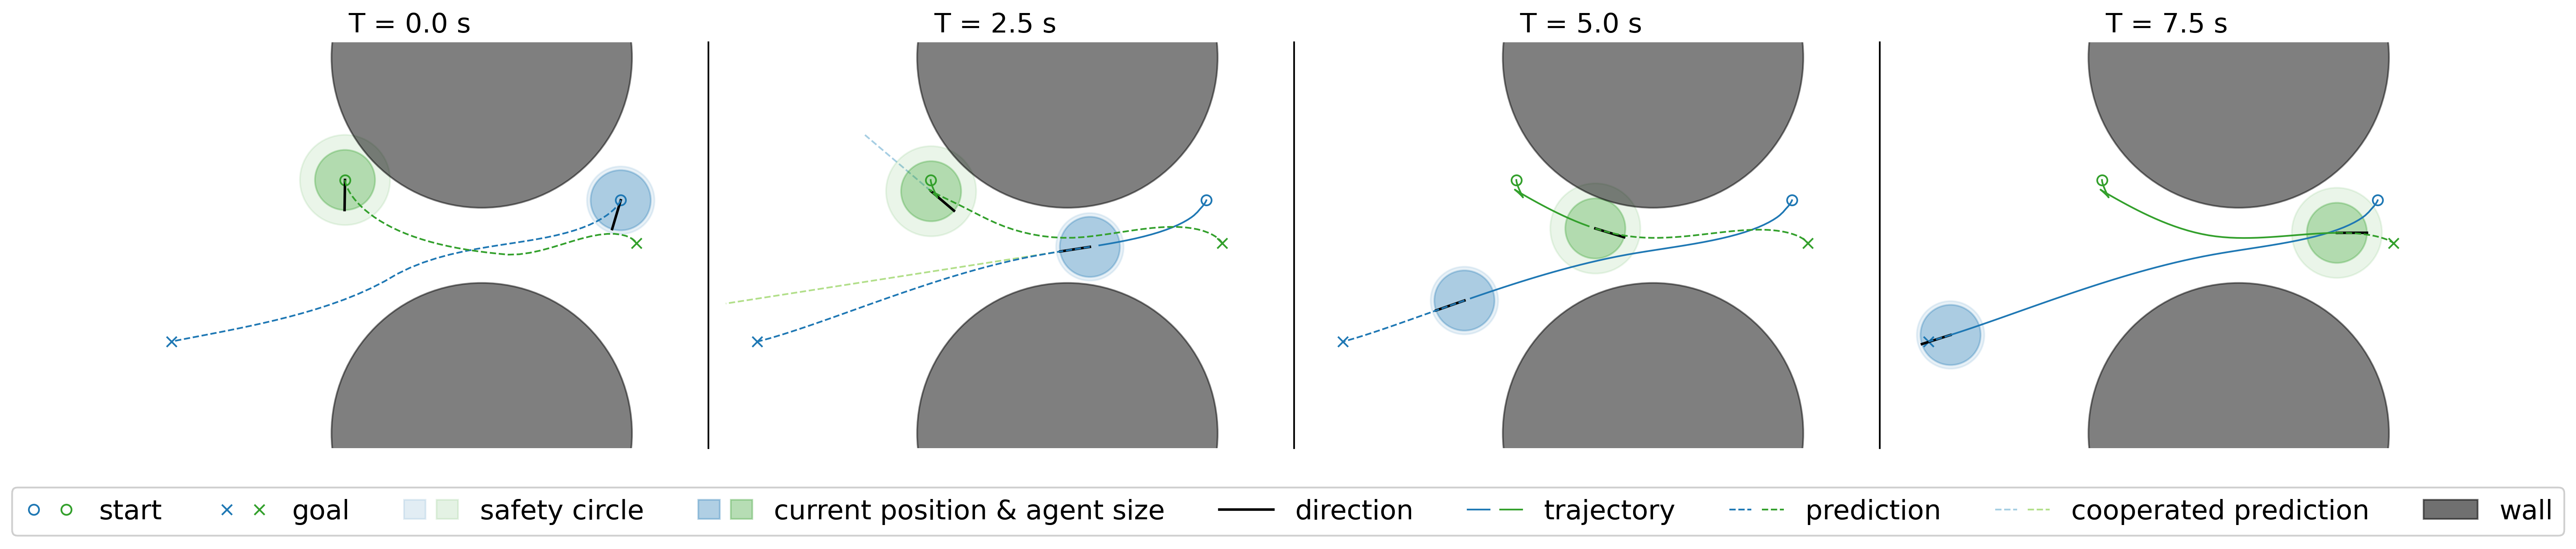 T = 0.0 s
T = 2.5 s
T = 5.0 s
T = 7.5 s
start goal safety circle current position & agent size direction trajectory prediction cooperated prediction wall